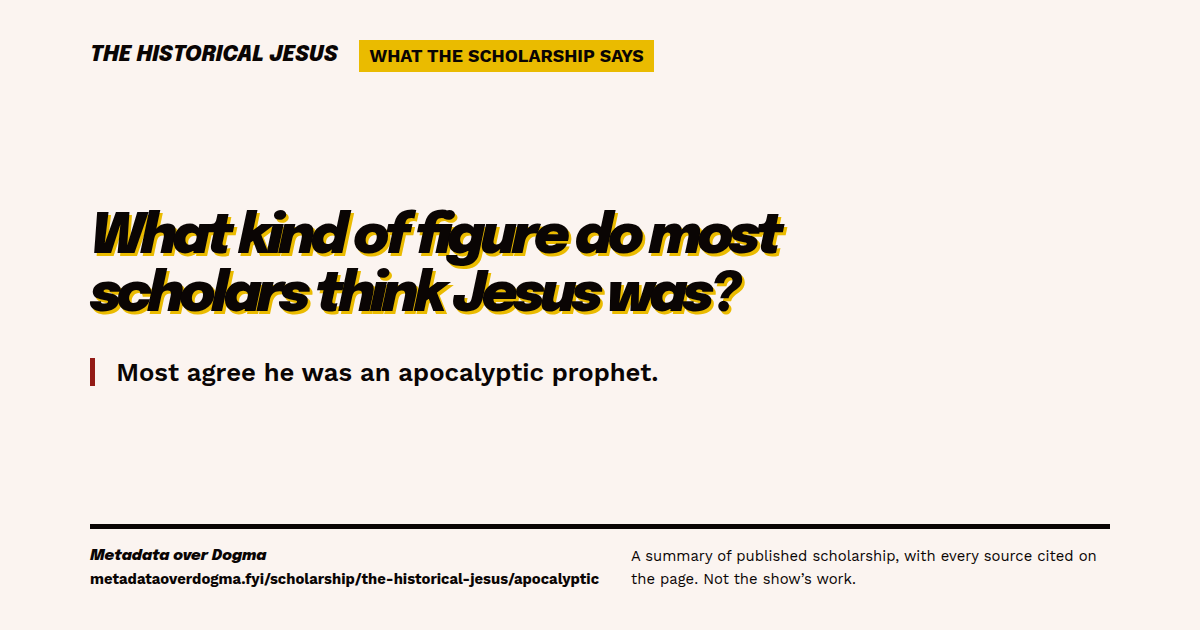 THE HISTORICAL JESUS
WHAT THE SCHOLARSHIP SAYS
What kind of figure do most
scholars think Jesus was?
Most agree he was an apocalyptic prophet.
Metadata over Dogma
metadataoverdogma.fyi/scholarship/the-historical-jesus/apocalyptic
A summary of published scholarship, with every source cited on
the page. Not the show’s work.